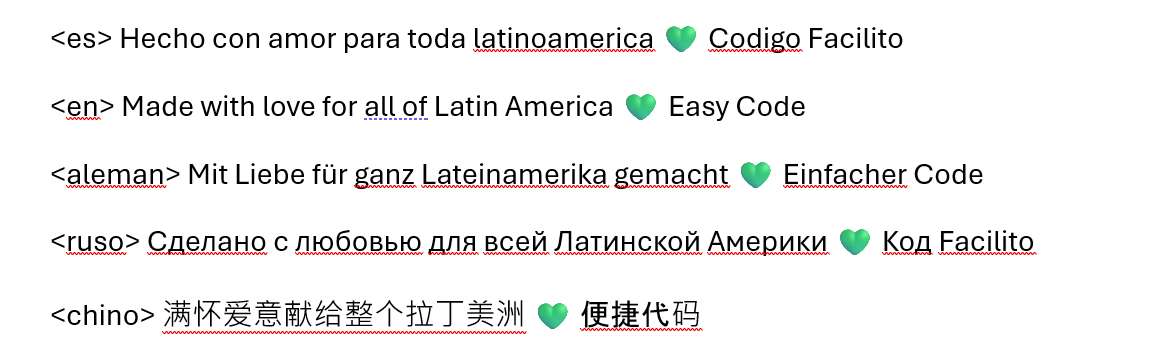 <es> Hecho con amor para toda latinoamerica 💚 Codigo Facilito
<en> Made with love for all of Latin America 💚 Easy Code
<aleman> Mit Liebe für ganz Lateinamerika gemacht 💚 Einfacher Code
<ruso> Сделано с любовью для всей Латинской Америки 💚 Код Facilito
<chino> 满怀爱意献给整个拉丁美洲 💚 便捷代码